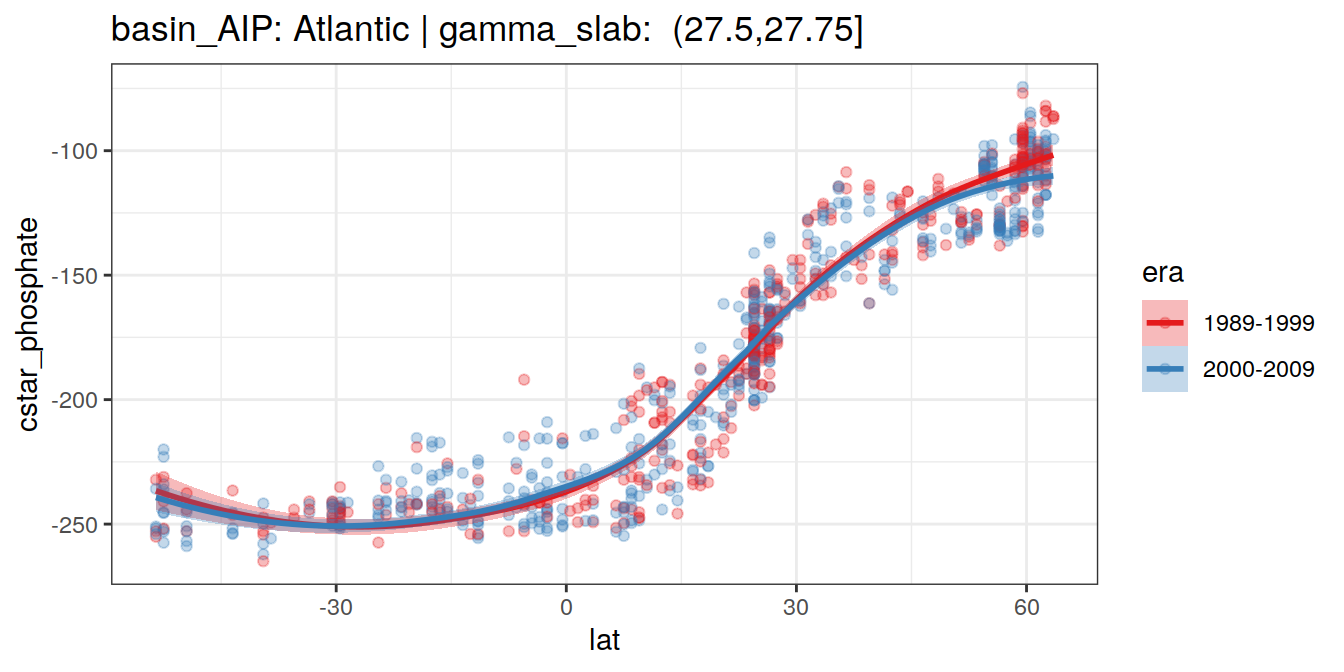 basin_AIP: Atlantic | gamma_slab:  (27.5,27.75]
cstar_phosphate
-100
-150
-200
-250
-30
0
30
60
lat
era
1989-1999
2000-2009